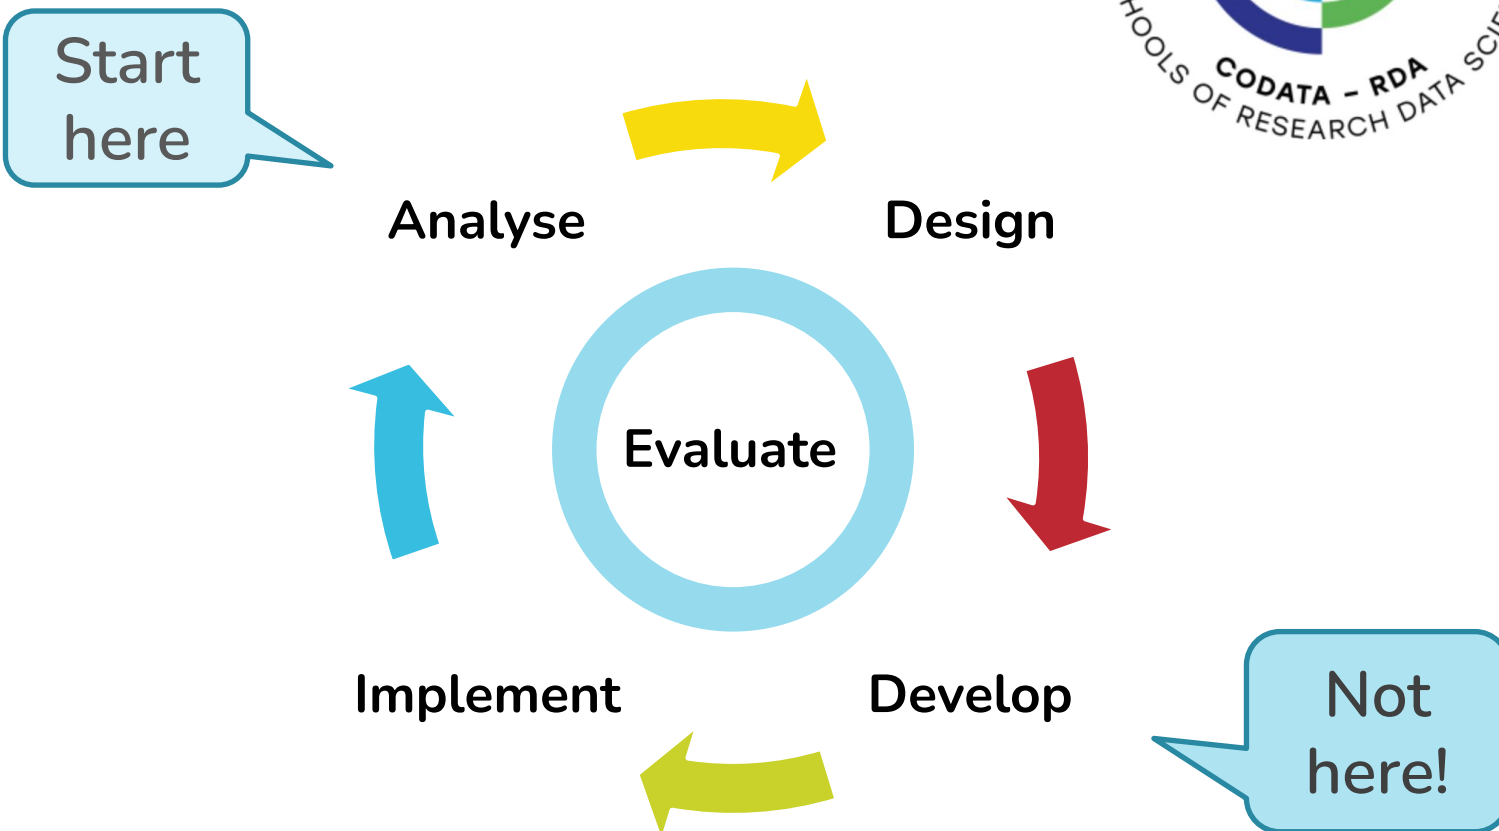 Start
here
CODATA – RDA
OF RESEARCH DATA
Analyse
Design
Evaluate
Implement
Develop
Not
here!